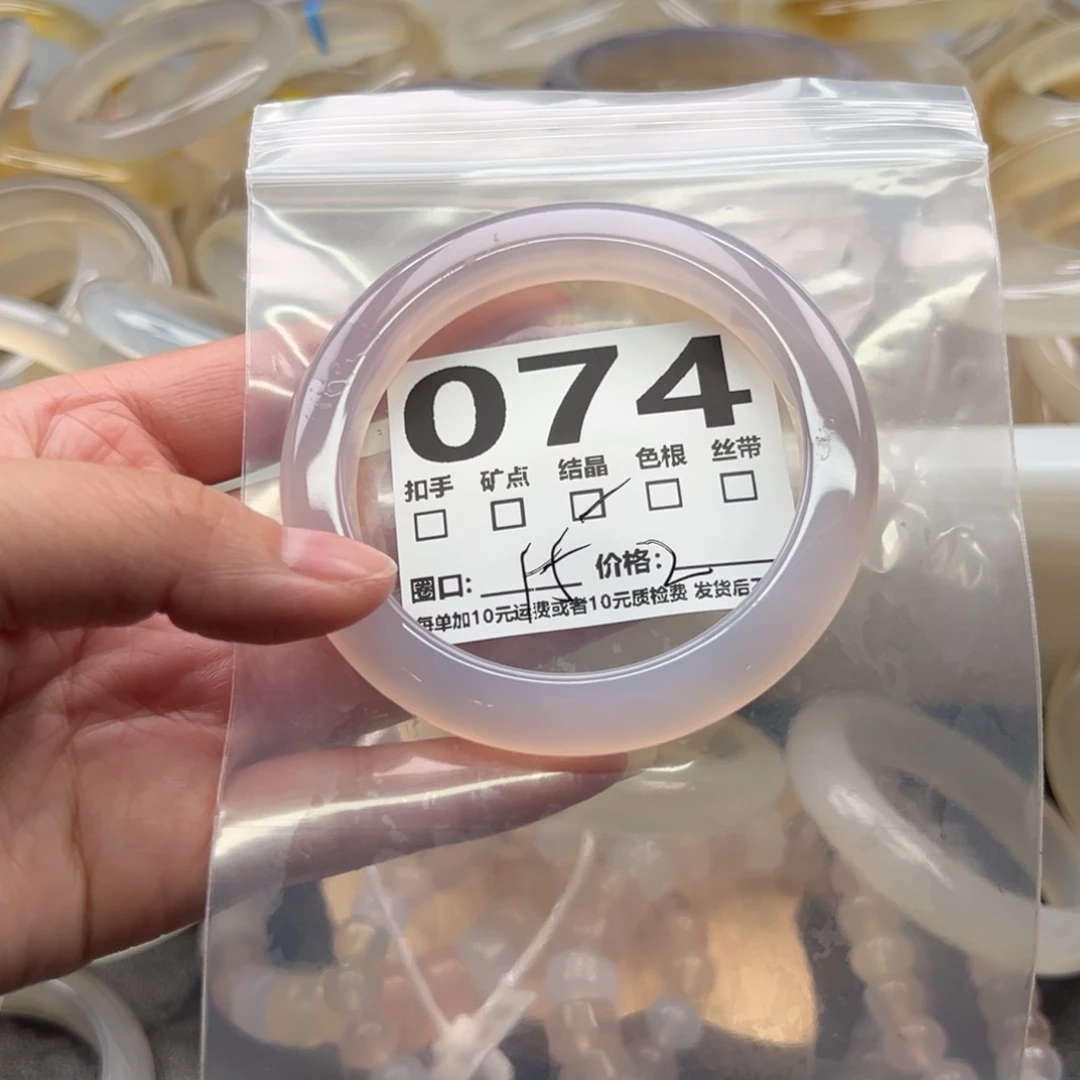 074
扣手 矿点 结晶 色根 丝带
圈口: 价格: 2
每单加10元运费或者10元质检费 发货后